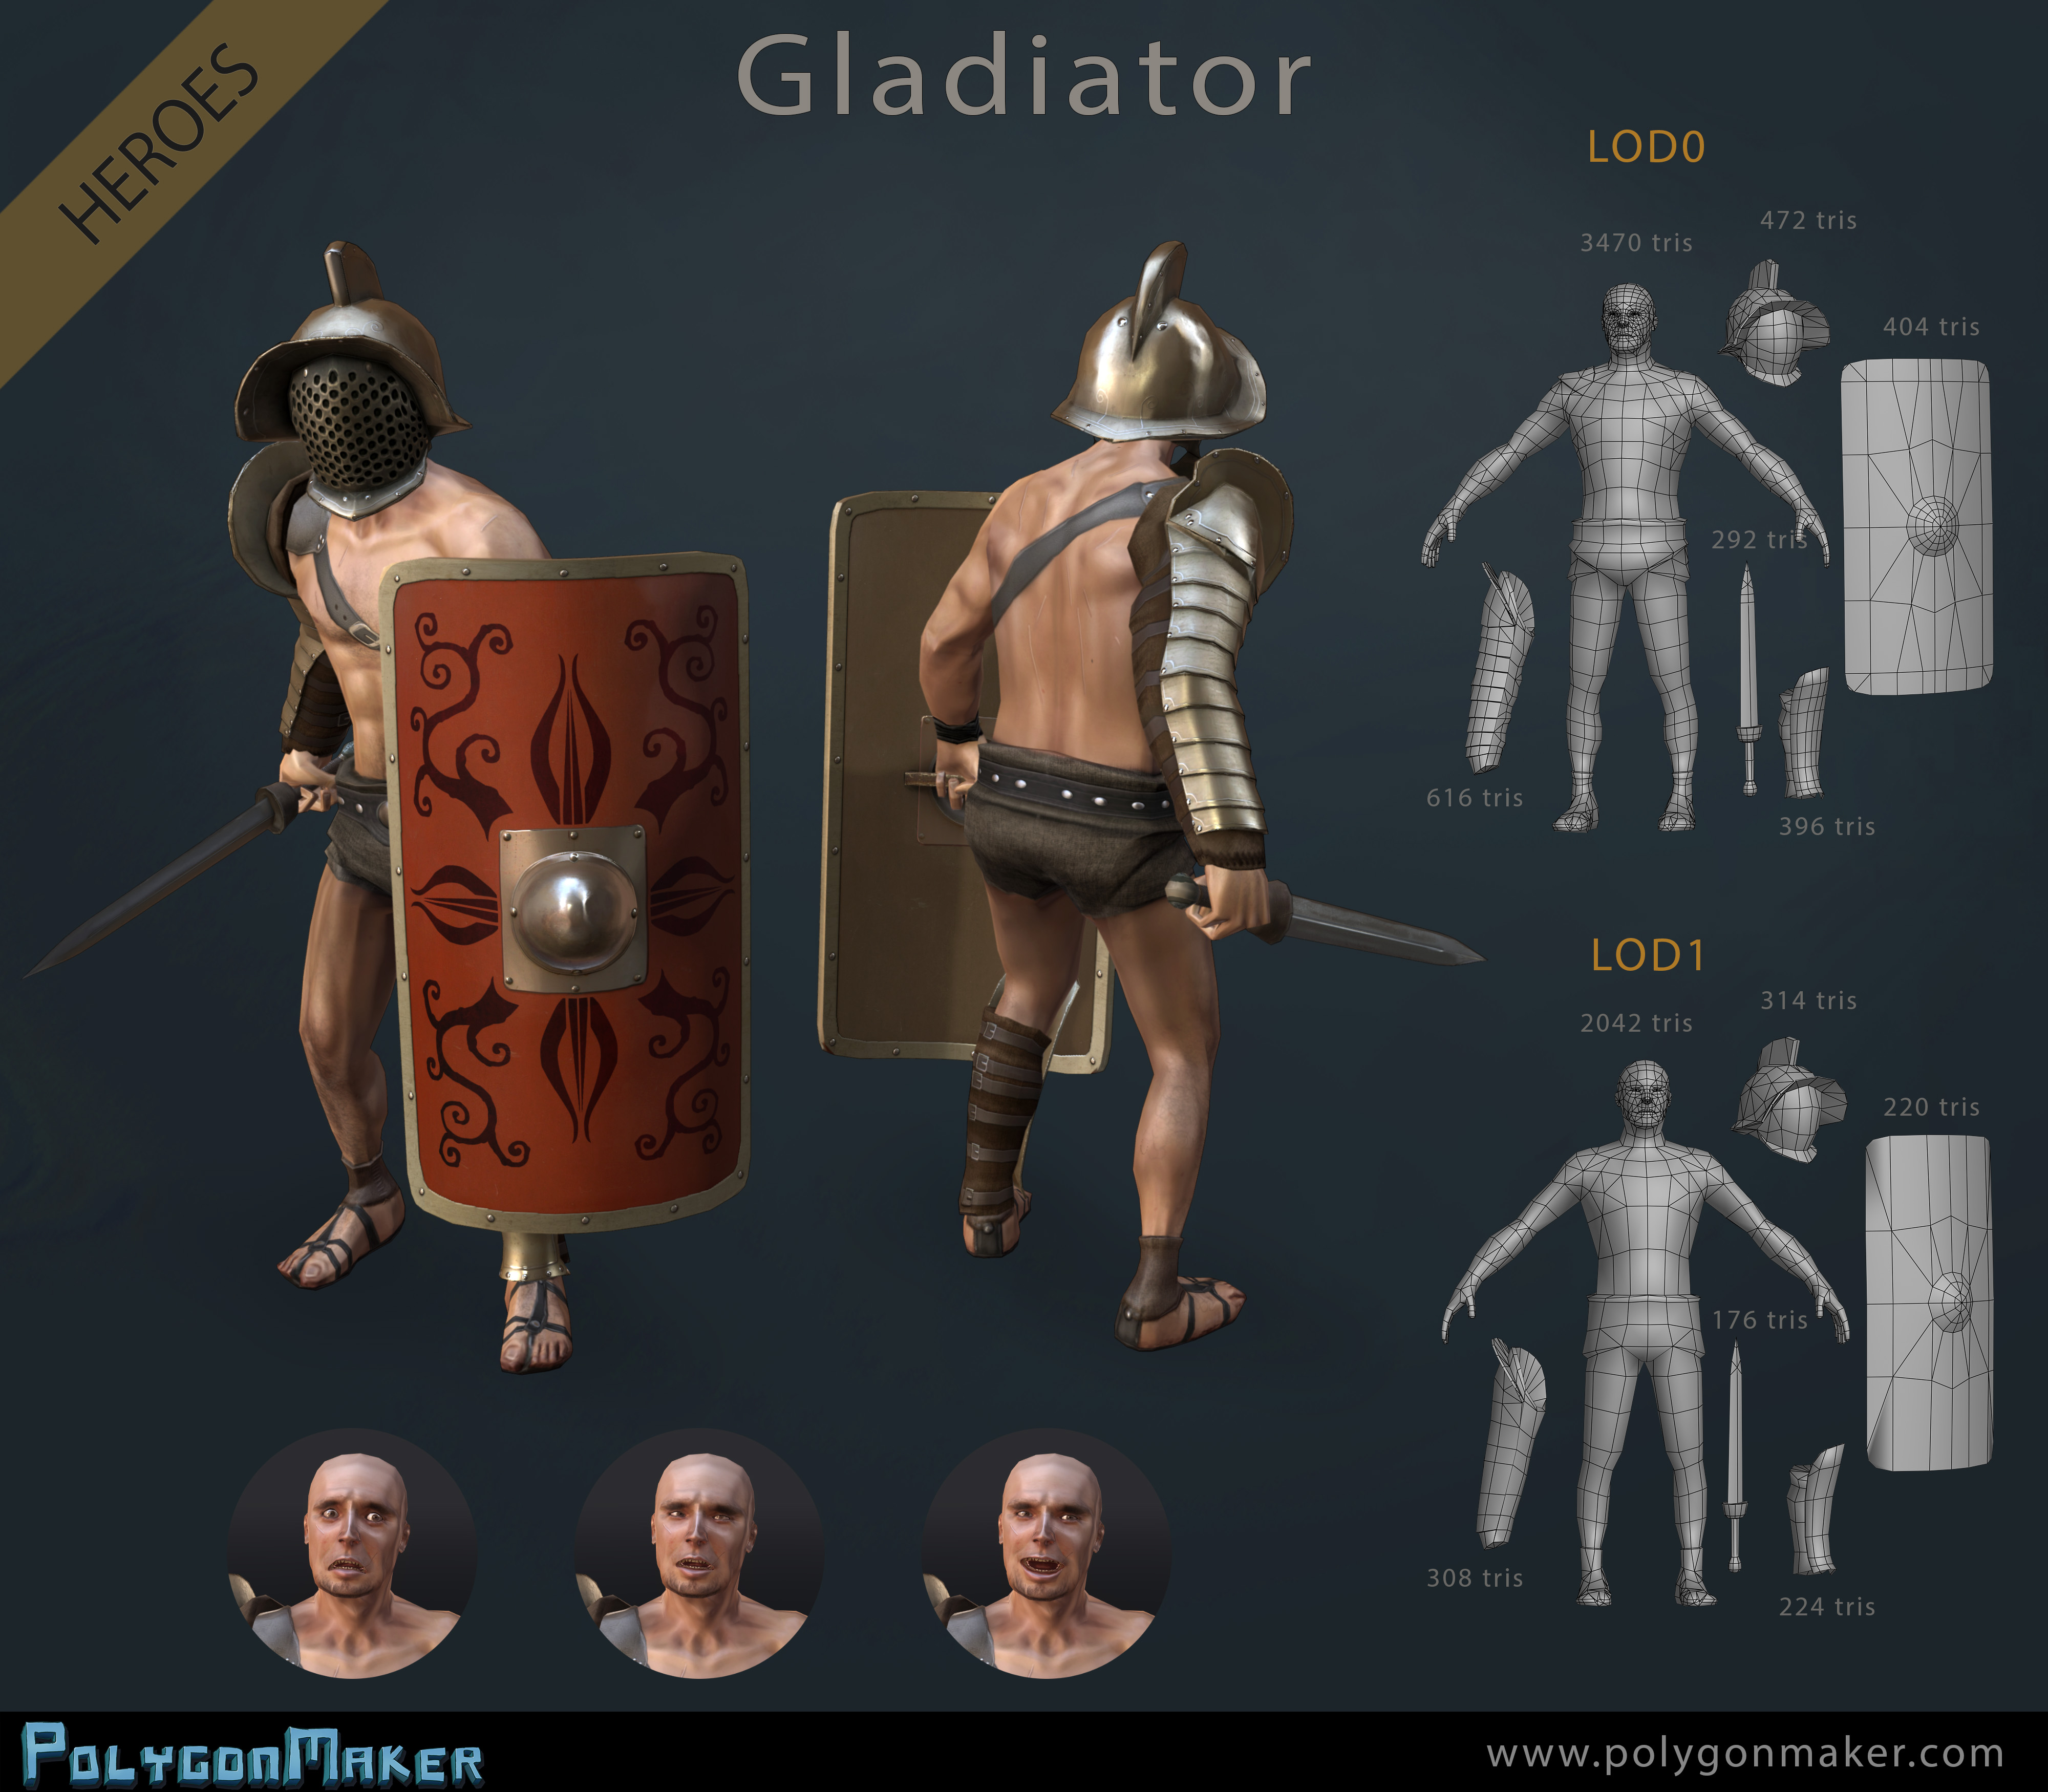 HEROES
Gladiator
LOD0
472 tris
3470 tris
404 tris
292 tris
616 tris
396 tris
LOD1
314 tris
2042 tris
220 tris
176 tris
308 tris
224 tris
POLYGONMAKER
www.polygonmaker.com